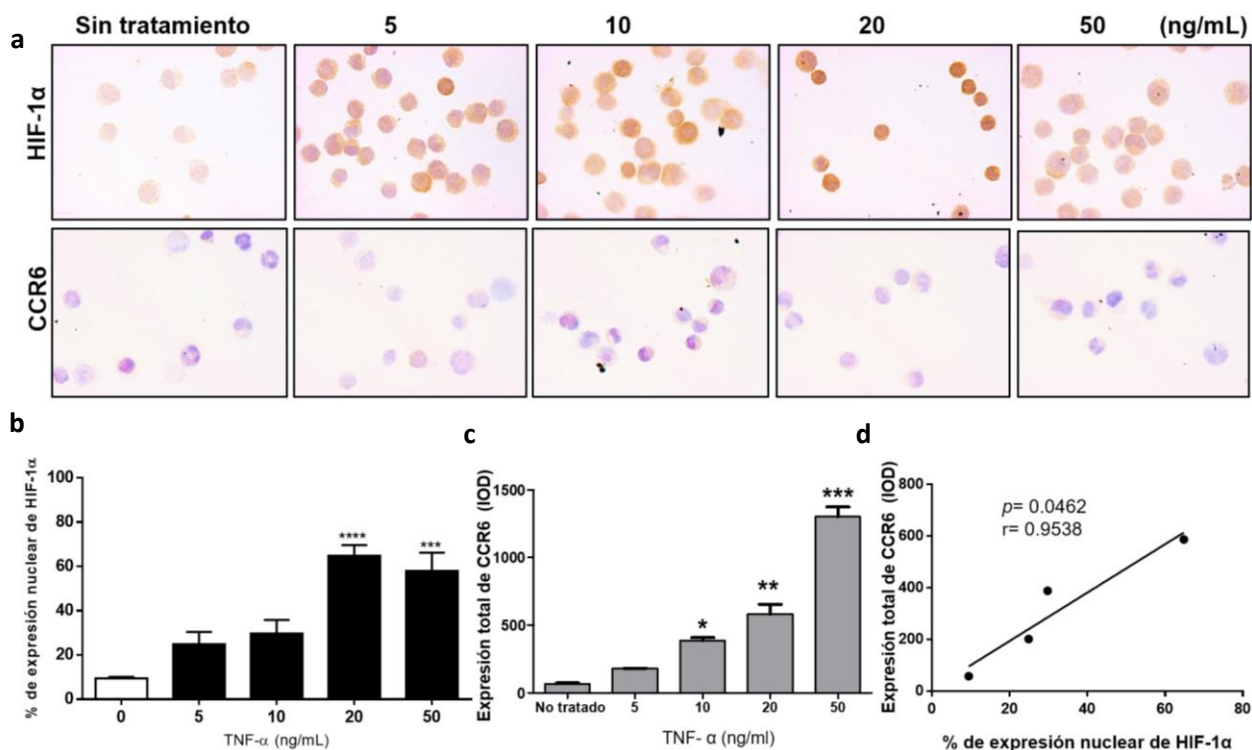 a
Sin tratamiento 5 10 20 50 (ng/mL)
HIF-1α
CCR6
b
% de expresión nuclear de HIF-1α
100
80
60
40
20
0
**** ***
0 5 10 20 50
TNF-α (ng/mL)
c
Expresión total de CCR6 (IOD)
1500
1000
500
0
* ** ***
No tratado 5 10 20 50
TNF- α (ng/ml)
d
Expresión total de CCR6 (IOD)
800
600
400
200
0
p= 0.0462
r= 0.9538
0 20 40 60 80
% de expresión nuclear de HIF-1α